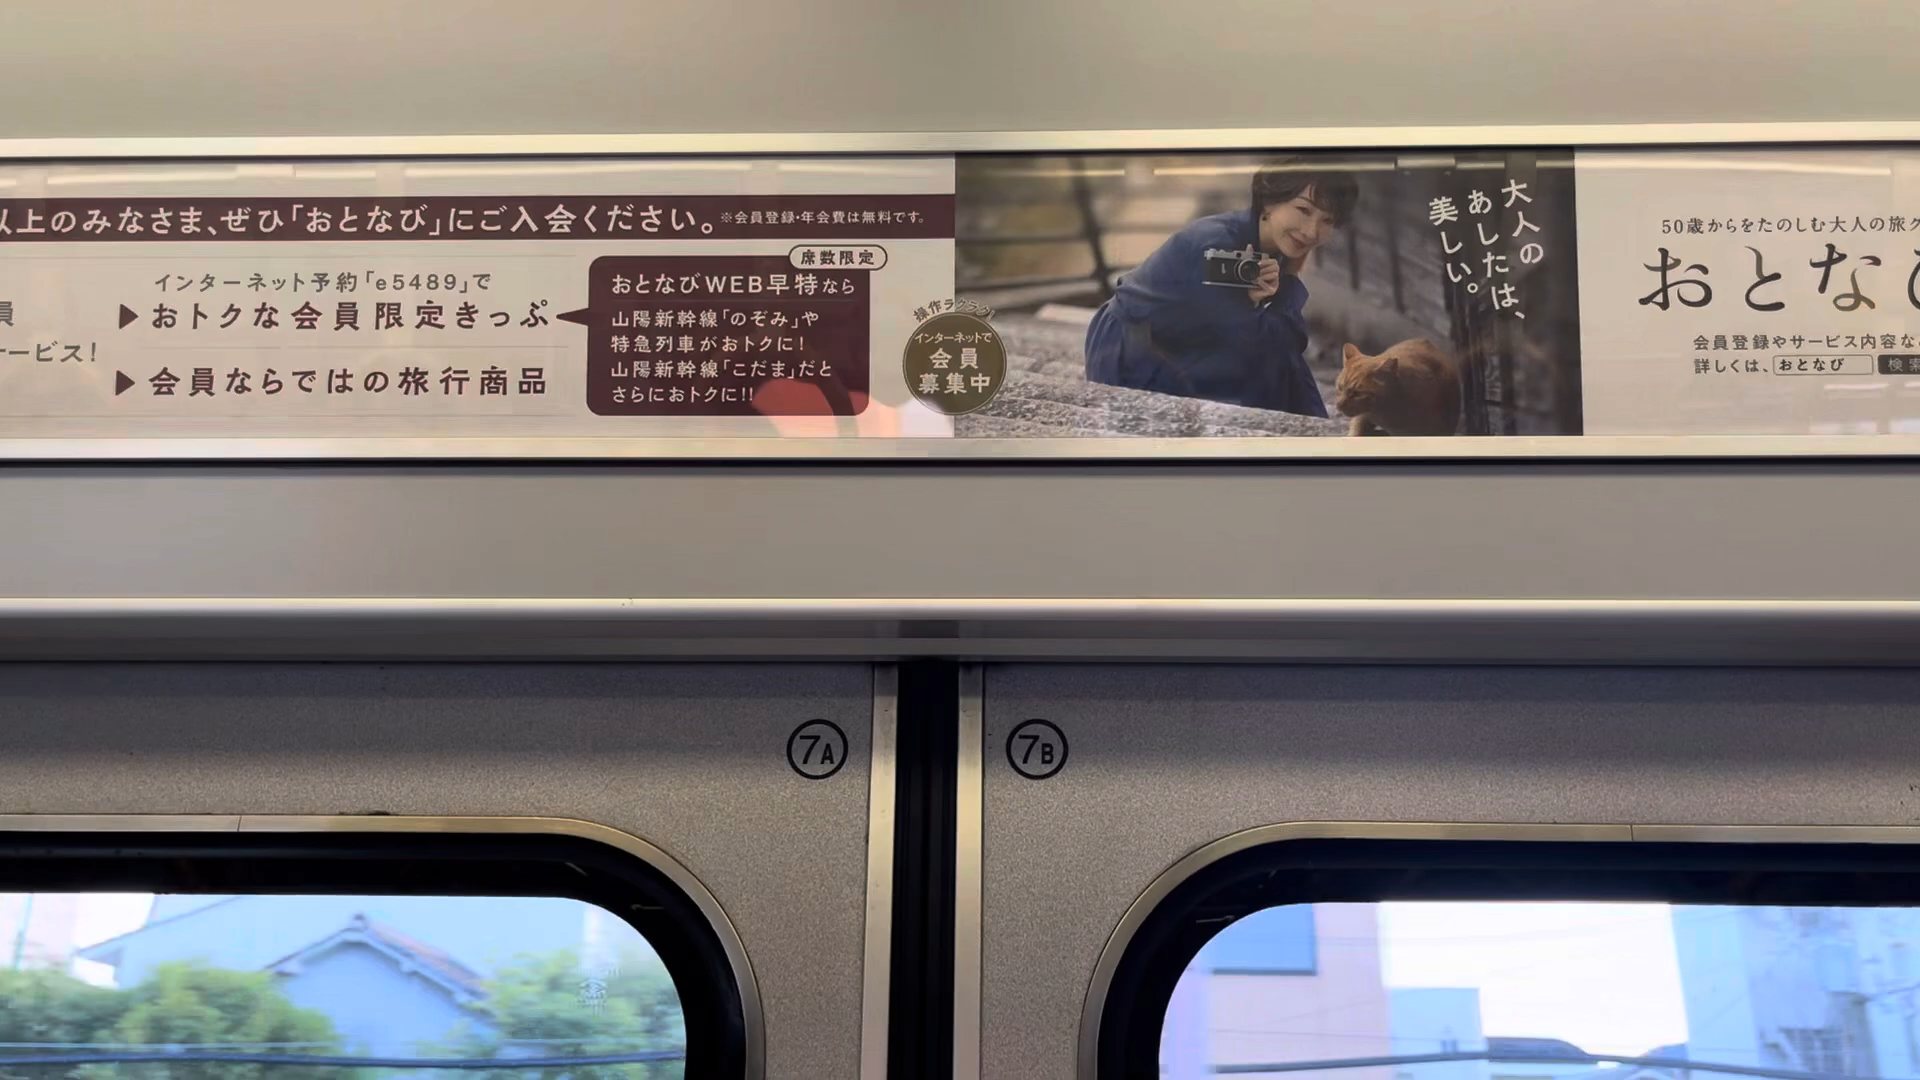 以上のみなさま、ぜひ「おとなび」にご入会ください。※会員登録・年会費は無料です。
員
ービス!
インターネット予約「e5489」で
▶おトクな会員限定きっぷ
▶会員ならではの旅行商品
席数限定
おとなびWEB早特なら
山陽新幹線「のぞみ」や
特急列車がおトクに!
山陽新幹線「こだま」だと
さらにおトクに!!
操作ラクラク!
インターネットで
会員
募集中
大人の
あしたは、
美しい。
50歳からをたのしむ大人の旅ク
おとなび
会員登録やサービス内容な
詳しくは、おとなび 検索
7A
7B